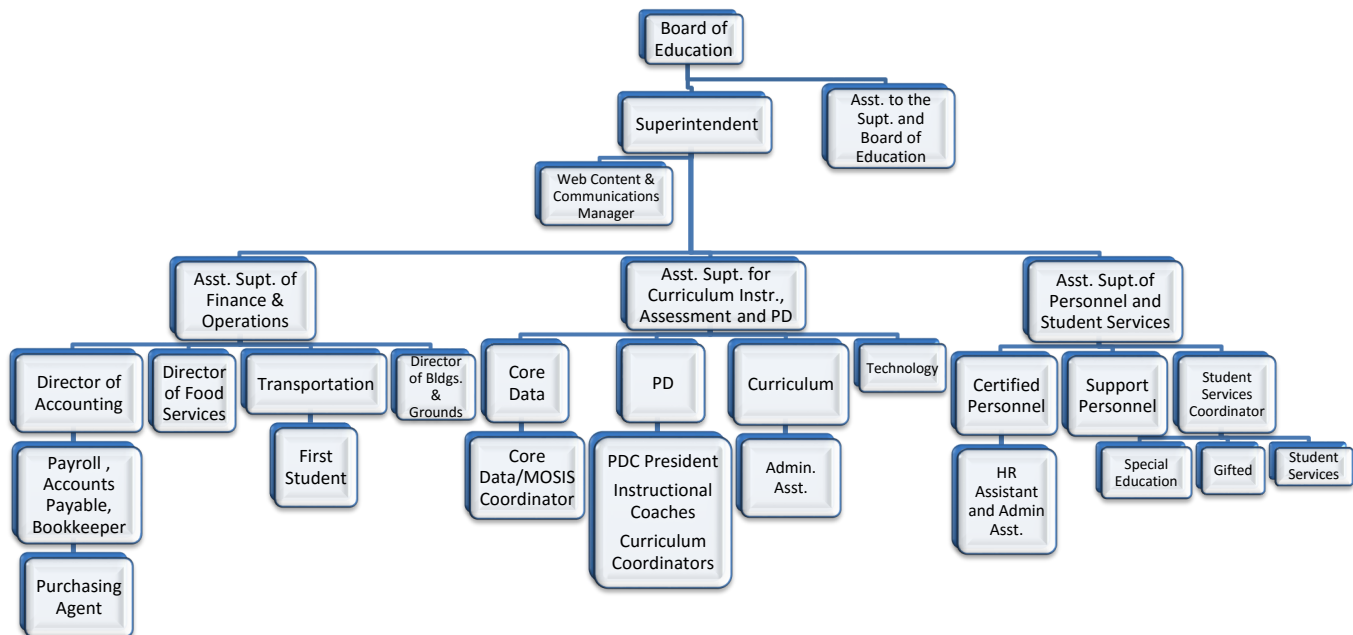 Board of
Education
Superintendent
Asst. to the
Supt. and
Board of
Education
Web Content &
Communications
Manager
Asst. Supt. of
Finance &
Operations
Asst. Supt. for
Curriculum Instr.,
Assessment and PD
Asst. Supt.of
Personnel and
Student Services
Director of
Accounting
Director
of Food
Services
Transportation
Director
of Bldgs.
&
Grounds
Core
Data
PD
Curriculum
Technology
Certified
Personnel
Support
Personnel
Student
Services
Coordinator
Payroll ,
Accounts
Payable,
Bookkeeper
First
Student
Core
Data/MOSIS
Coordinator
PDC President
Instructional
Coaches
Curriculum
Coordinators
Admin.
Asst.
HR
Assistant
and Admin
Asst.
Special
Education
Gifted
Student
Services
Purchasing
Agent